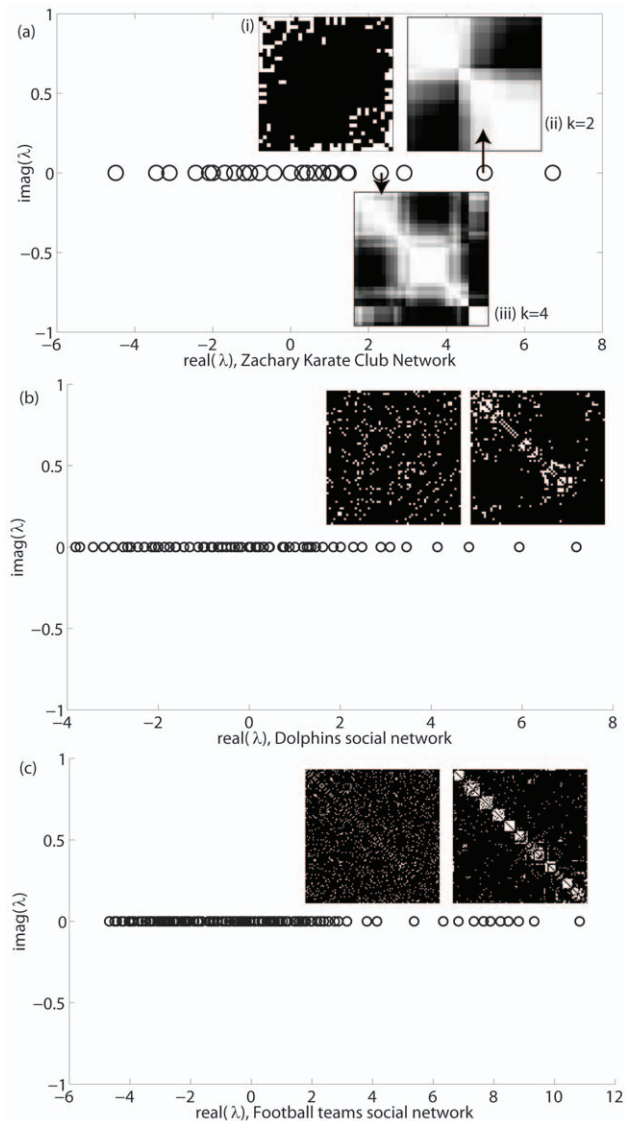 (a)
(i)
(ii) k=2
(iii) k=4
imag(λ)
1
0.5
0
−0.5
−1
−6 −4 −2 0 2 4 6 8
real(λ), Zachary Karate Club Network
(b)
imag(λ)
1
0.5
0
−0.5
−1
−4 −2 0 2 4 6 8
real(λ), Dolphins social network
(c)
imag(λ)
1
0.5
0
−0.5
−1
−6 −4 −2 0 2 4 6 8 10 12
real(λ), Football teams social network